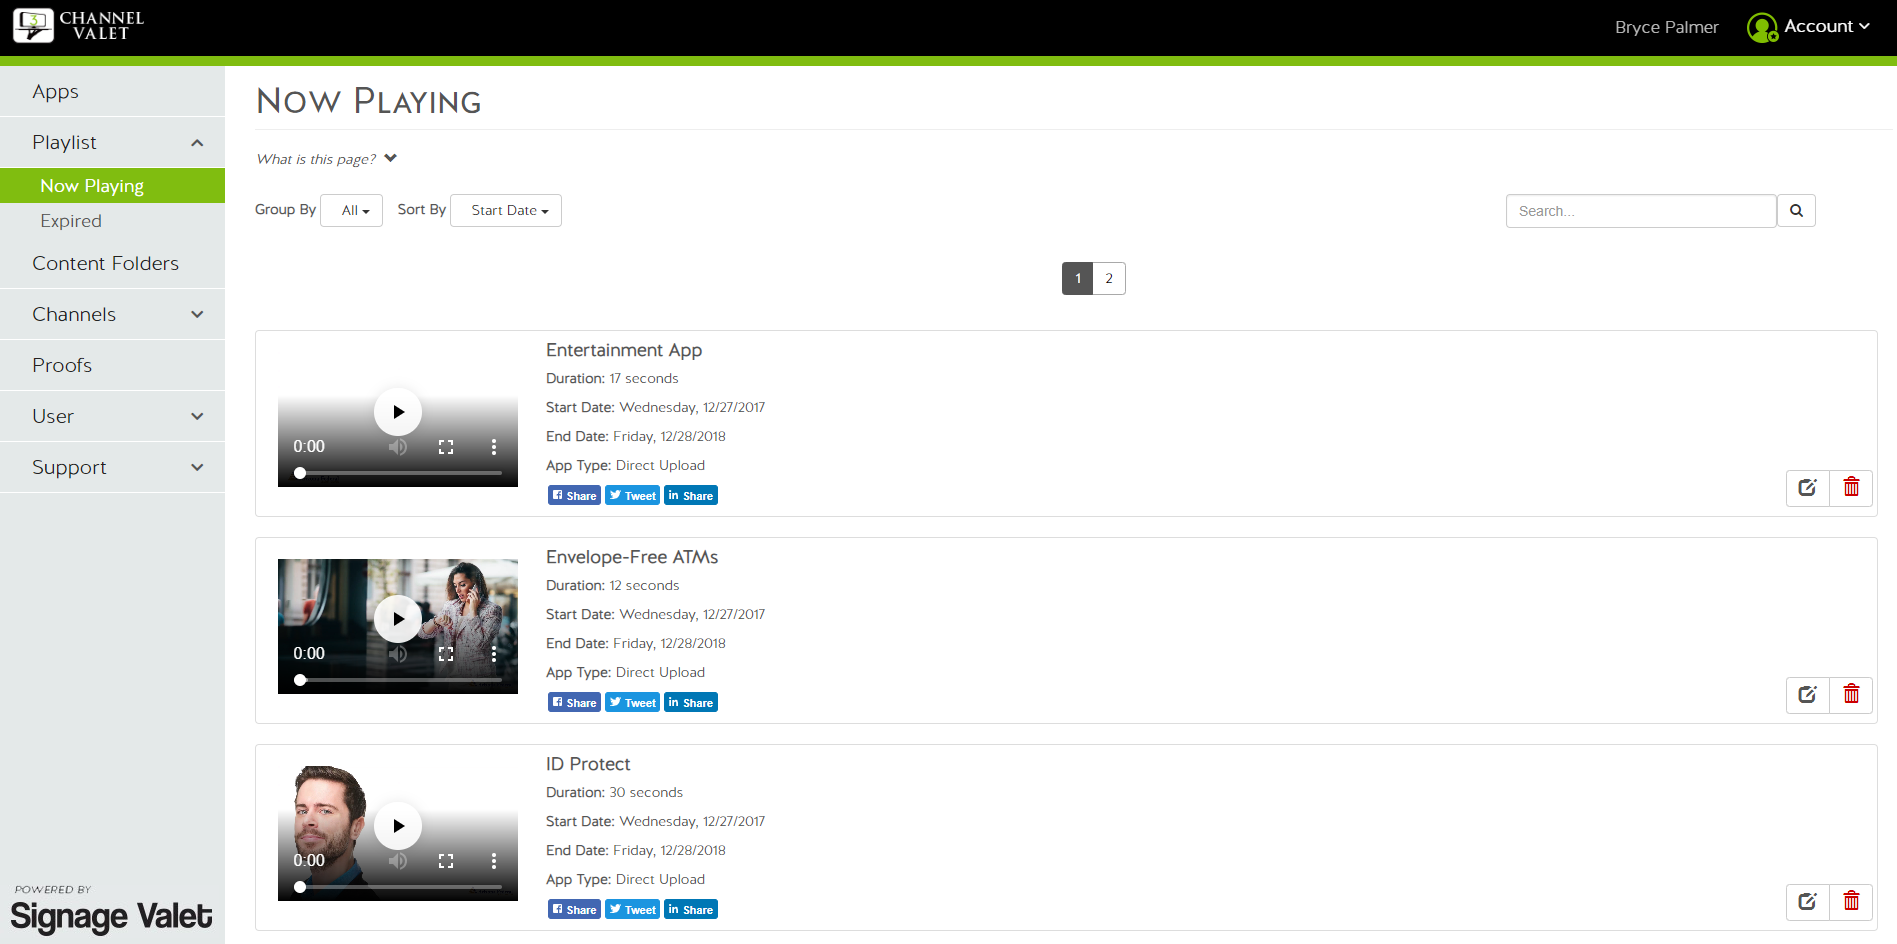 3 CHANNEL
VALET
Bryce Palmer
Account
Apps
Playlist
Now Playing
Expired
Content Folders
Channels
Proofs
User
Support
POWERED BY
Signage Valet
Now Playing
What is this page?
Group By All Sort By Start Date
Search...
1 2
Entertainment App
Duration: 17 seconds
Start Date: Wednesday, 12/27/2017
End Date: Friday, 12/28/2018
App Type: Direct Upload
Share Tweet in Share
0:00
Envelope-Free ATMs
Duration: 12 seconds
Start Date: Wednesday, 12/27/2017
End Date: Friday, 12/28/2018
App Type: Direct Upload
Share Tweet in Share
0:00
ID Protect
Duration: 30 seconds
Start Date: Wednesday, 12/27/2017
End Date: Friday, 12/28/2018
App Type: Direct Upload
Share Tweet in Share
0:00